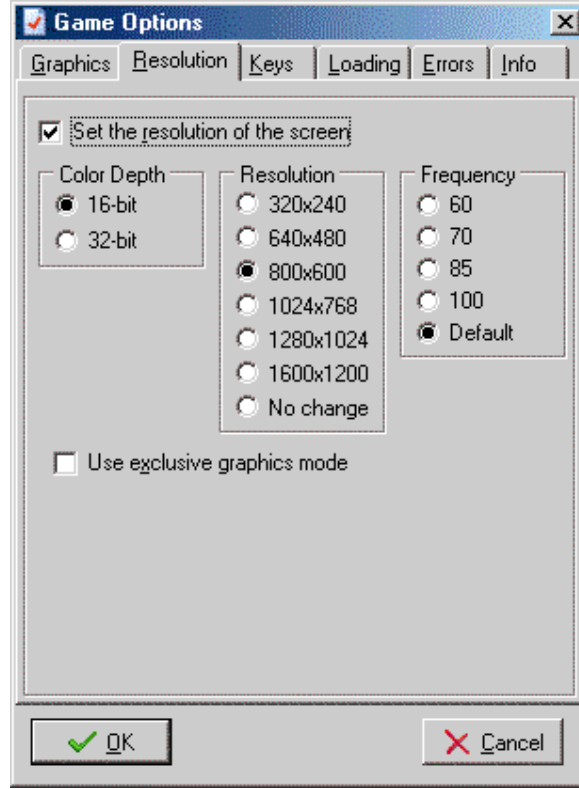 Game Options
Graphics Resolution Keys Loading Errors Info
Set the resolution of the screen
Color Depth
16-bit
32-bit
Resolution
320x240
640x480
800x600
1024x768
1280x1024
1600x1200
No change
Frequency
60
70
85
100
Default
Use exclusive graphics mode
OK Cancel